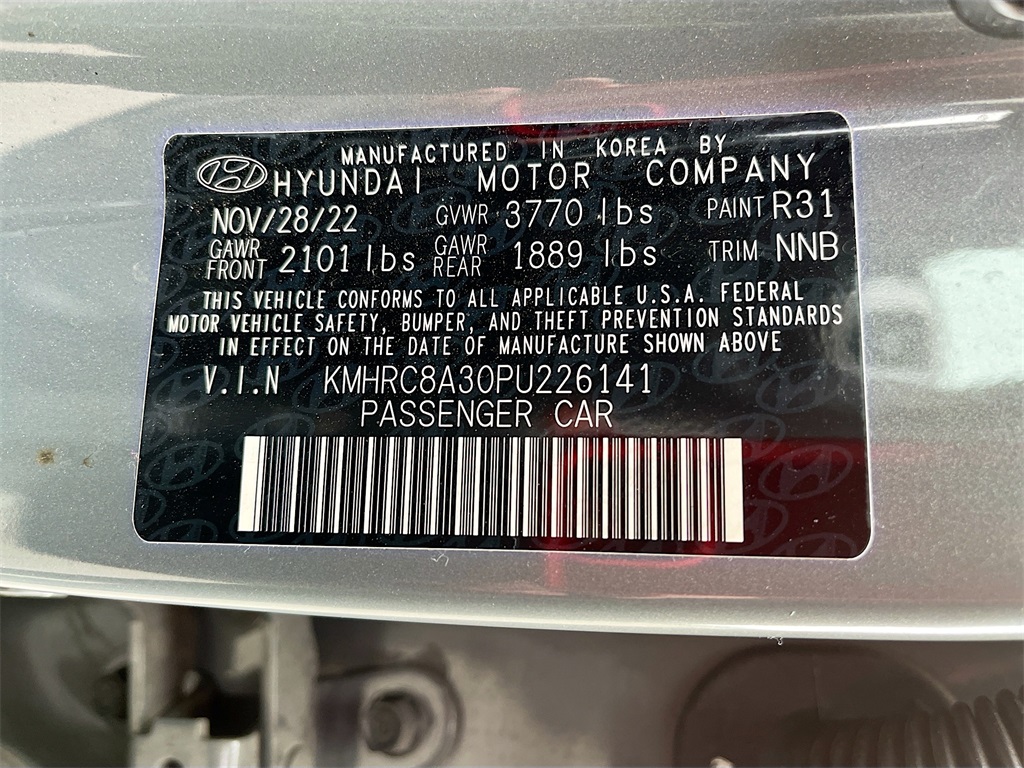 MANUFACTURED IN KOREA BY
HYUNDAI MOTOR COMPANY
NOV/28/22 GVWR 3770 lbs PAINT R31
GAWR FRONT 2101 lbs GAWR REAR 1889 lbs TRIM NNB
THIS VEHICLE CONFORMS TO ALL APPLICABLE U.S.A. FEDERAL
MOTOR VEHICLE SAFETY, BUMPER, AND THEFT PREVENTION STANDARDS
IN EFFECT ON THE DATE OF MANUFACTURE SHOWN ABOVE
V.I.N KMHRC8A30PU226141
PASSENGER CAR